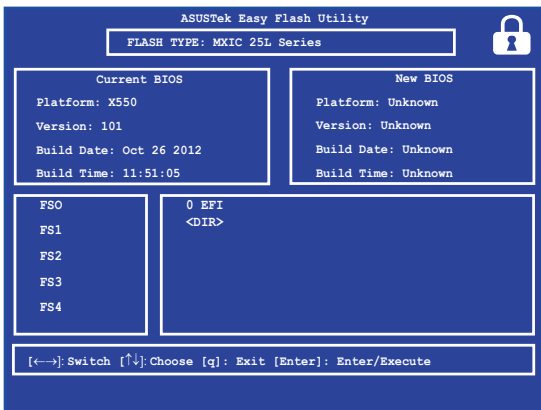 ASUSTek Easy Flash Utility
FLASH TYPE: MXIC 25L Series
Current BIOS
Platform: X550
Version: 101
Build Date: Oct 26 2012
Build Time: 11:51:05
New BIOS
Platform: Unknown
Version: Unknown
Build Date: Unknown
Build Time: Unknown
FSO
FS1
FS2
FS3
FS4
0 EFI
<DIR>
[←→]: Switch [↑↓]: Choose [q]: Exit [Enter]: Enter/Execute